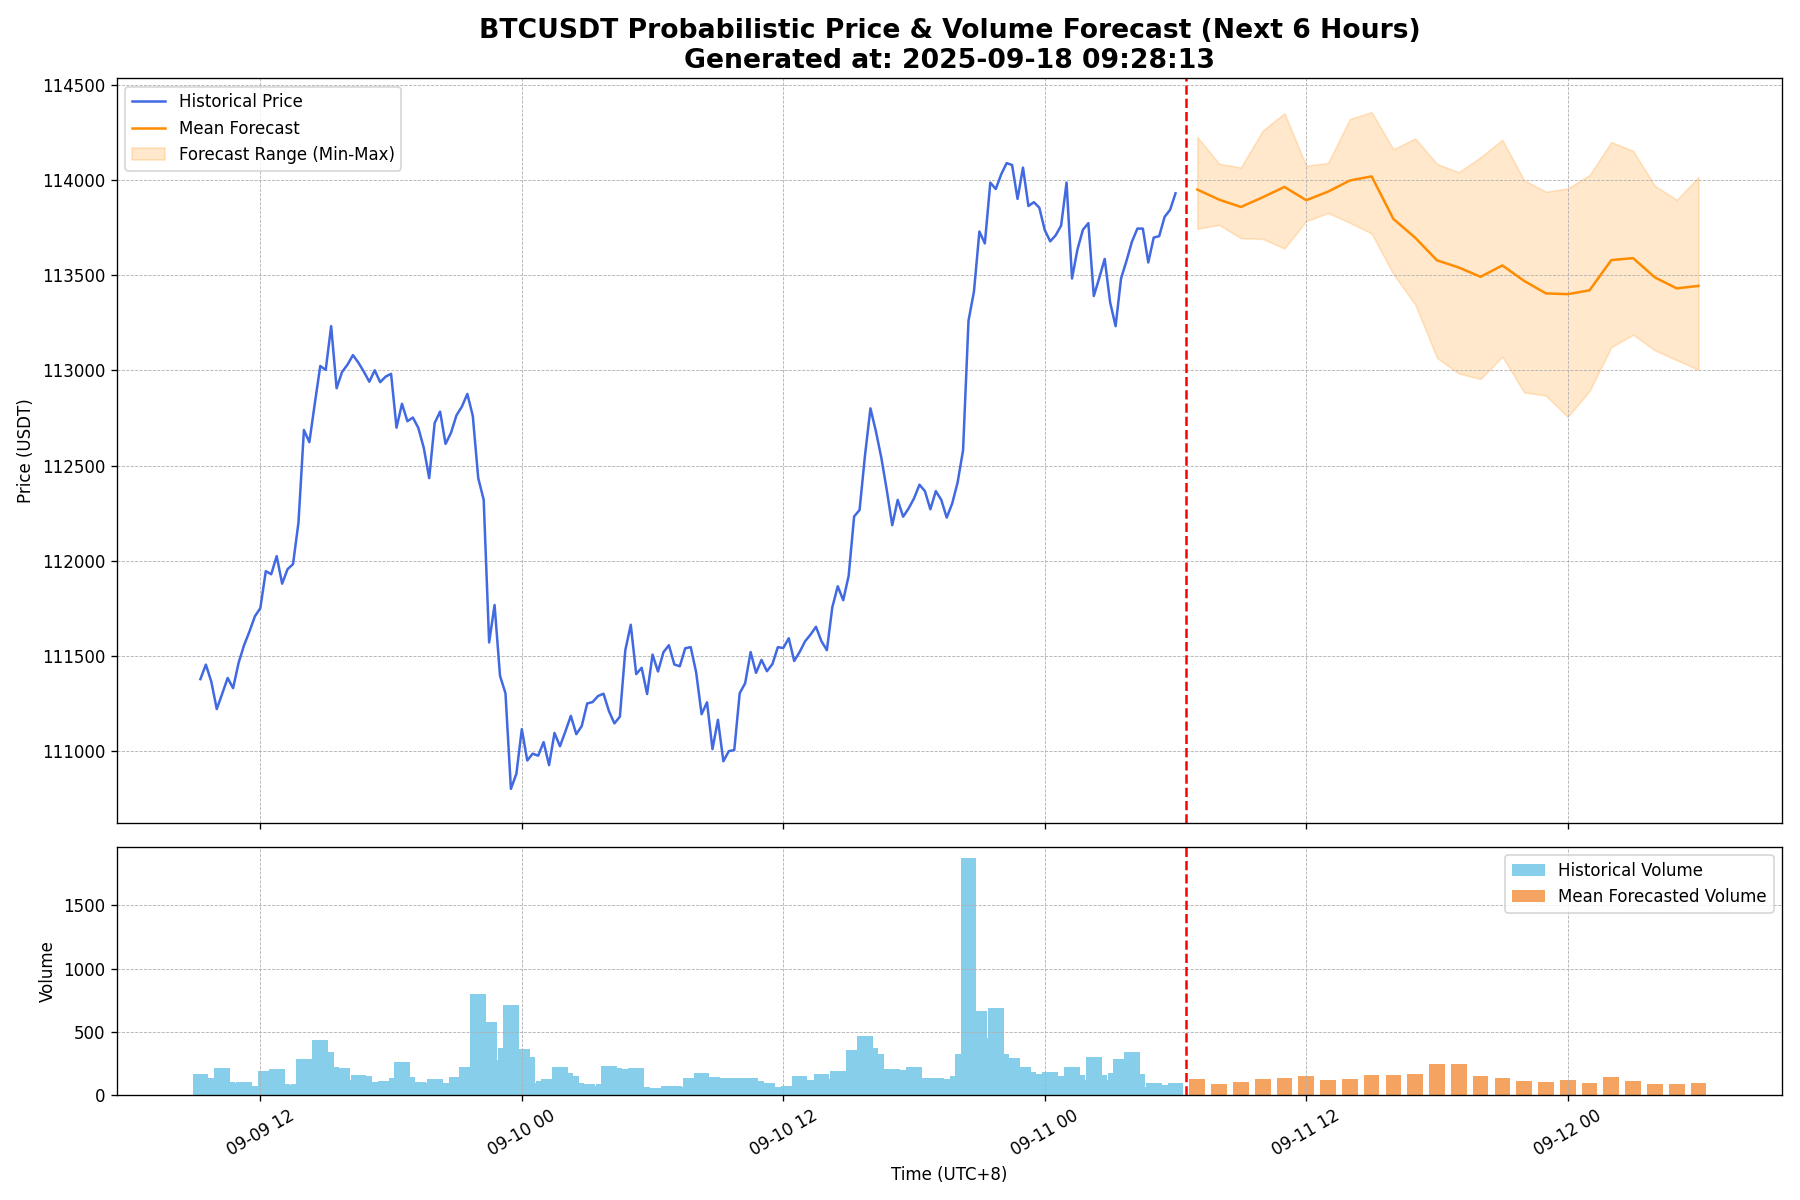 BTCUSDT Probabilistic Price & Volume Forecast (Next 6 Hours)
Generated at: 2025-09-18 09:28:13
Historical Price
Mean Forecast
Forecast Range (Min-Max)
114500
114000
113500
113000
112500
112000
111500
111000
Price (USDT)
Historical Volume
Mean Forecasted Volume
1500
1000
500
0
Volume
09-09 12
09-10 00
09-10 12
09-11 00
09-11 12
09-12 00
Time (UTC+8)